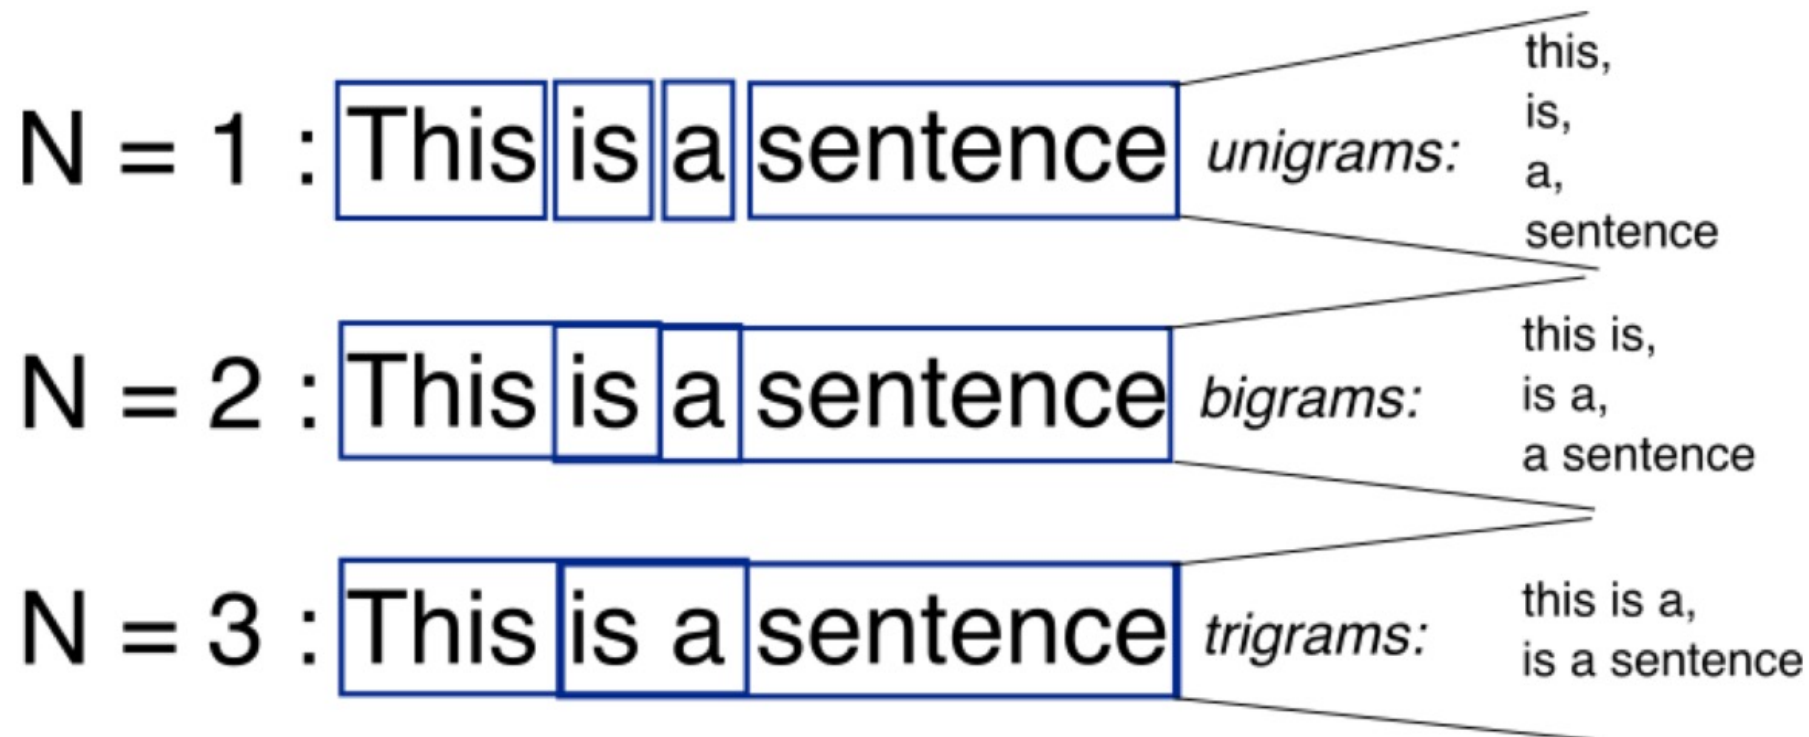 N = 1 : This is a sentence unigrams:
this,
is,
a,
sentence
N = 2 : This is a sentence bigrams:
this is,
is a,
a sentence
N = 3 : This is a sentence trigrams:
this is a,
is a sentence